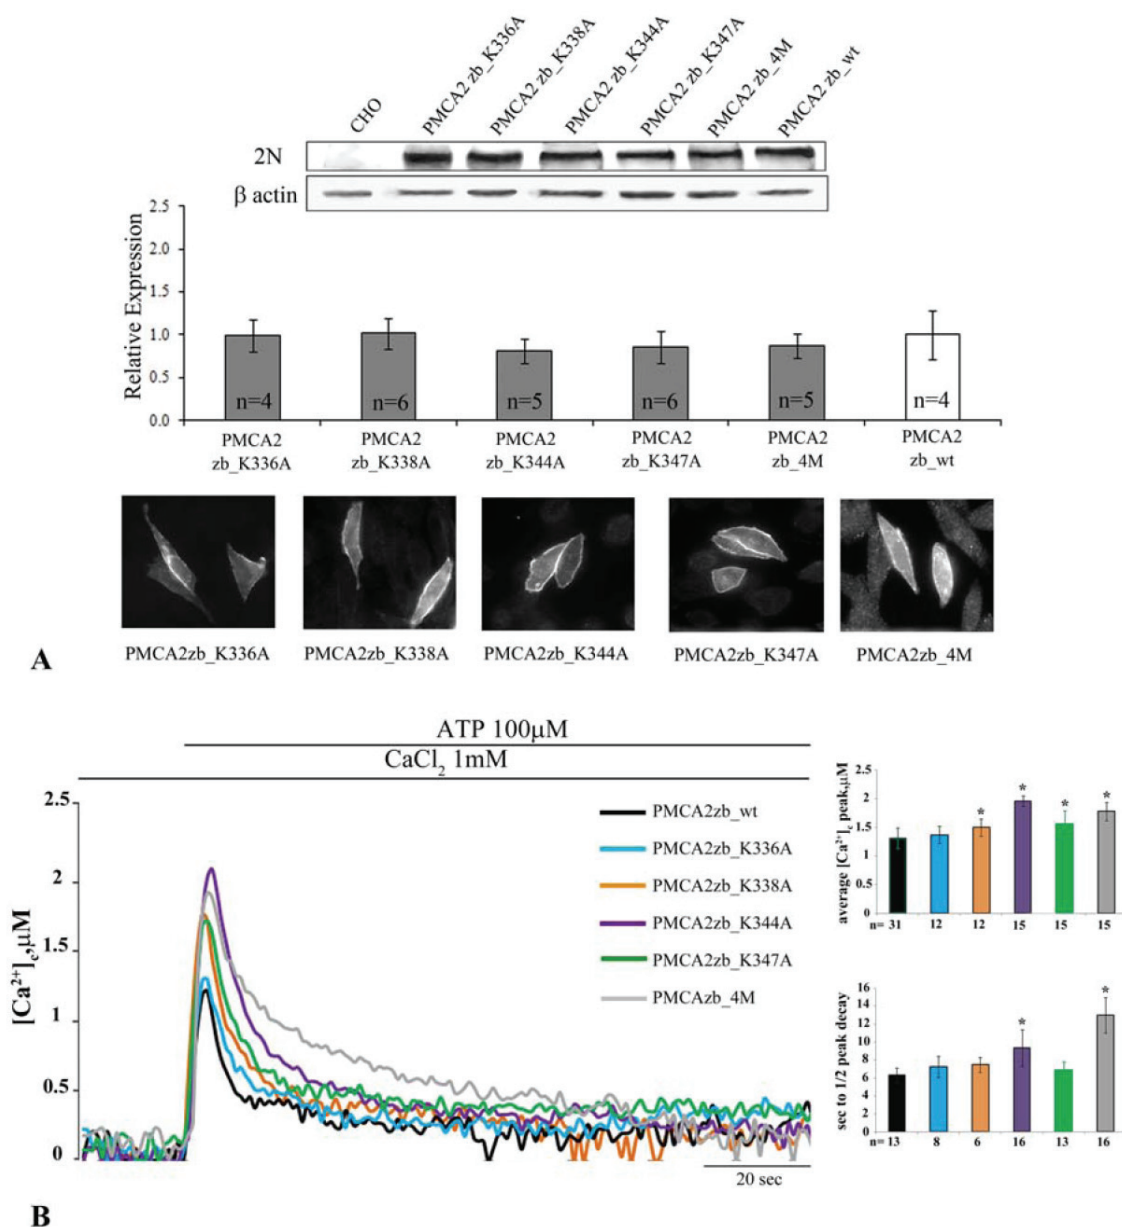 CHO
PMCA2 zb_K336A
PMCA2 zb_K338A
PMCA2 zb_K344A
PMCA2 zb_K347A
PMCA2 zb_4M
PMCA2 zb_wt
2N
β actin
Relative Expression
2.5
2.0
1.5
1.0
0.5
0.0
n=4
n=6
n=5
n=6
n=5
n=4
PMCA2
zb_K336A
PMCA2
zb_K338A
PMCA2
zb_K344A
PMCA2
zb_K347A
PMCA2
zb_4M
PMCA2
zb_wt
PMCA2zb_K336A
PMCA2zb_K338A
PMCA2zb_K344A
PMCA2zb_K347A
PMCA2zb_4M
A
ATP 100μM
CaCl₂ 1mM
[Ca²⁺]c,μM
2.5
2
1.5
1
0.5
0
PMCA2zb_wt
PMCA2zb_K336A
PMCA2zb_K338A
PMCA2zb_K344A
PMCA2zb_K347A
PMCAzb_4M
20 sec
average [Ca²⁺]c peak,μM
2.5
2
1.5
1
0.5
0
* * * *
n= 31 12 12 15 15 15
sec to 1/2 peak decay
16
14
12
10
8
6
4
2
0
* *
n= 13 8 6 16 13 16
B